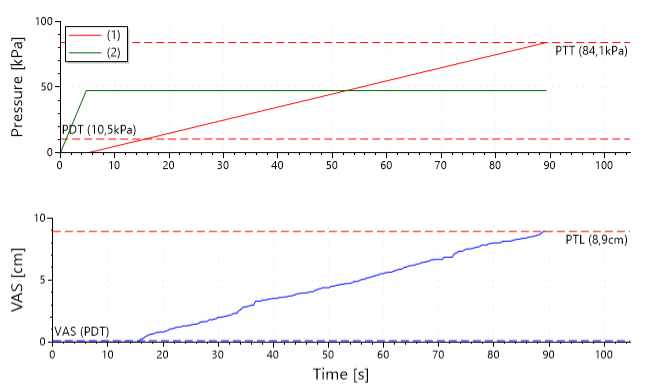 100
50
0
Pressure [kPa]
(1)
(2)
PTT (84,1kPa)
PDT (10,5kPa)
0 10 20 30 40 50 60 70 80 90 100
10
5
0
VAS [cm]
PTL (8,9cm)
VAS (PDT)
0 10 20 30 40 50 60 70 80 90 100
Time [s]